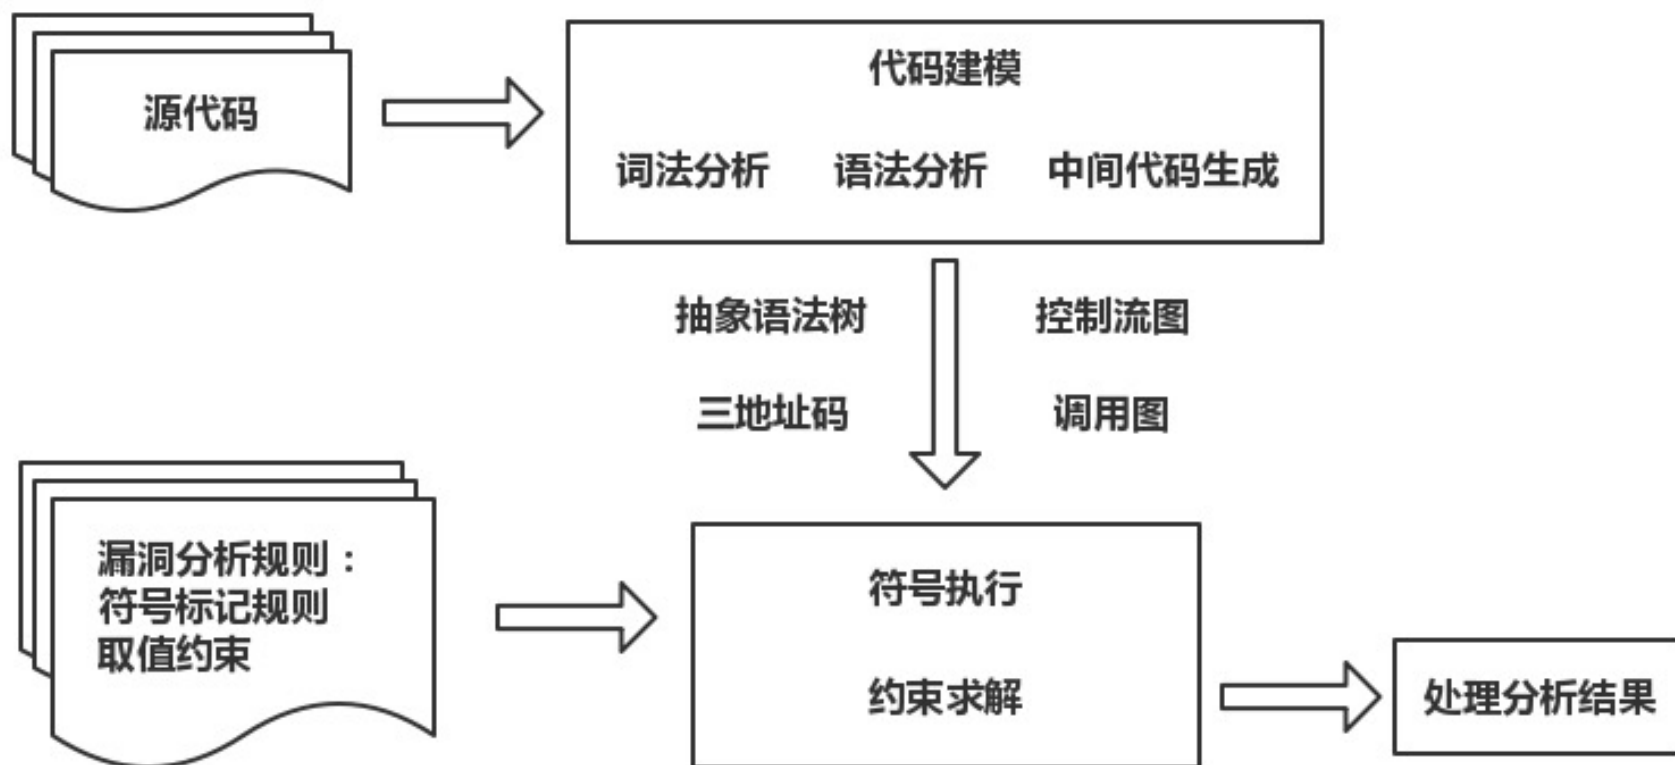 源代码
代码建模
词法分析 语法分析 中间代码生成
抽象语法树 控制流图
三地址码 调用图
漏洞分析规则：
符号标记规则
取值约束
符号执行
约束求解
处理分析结果